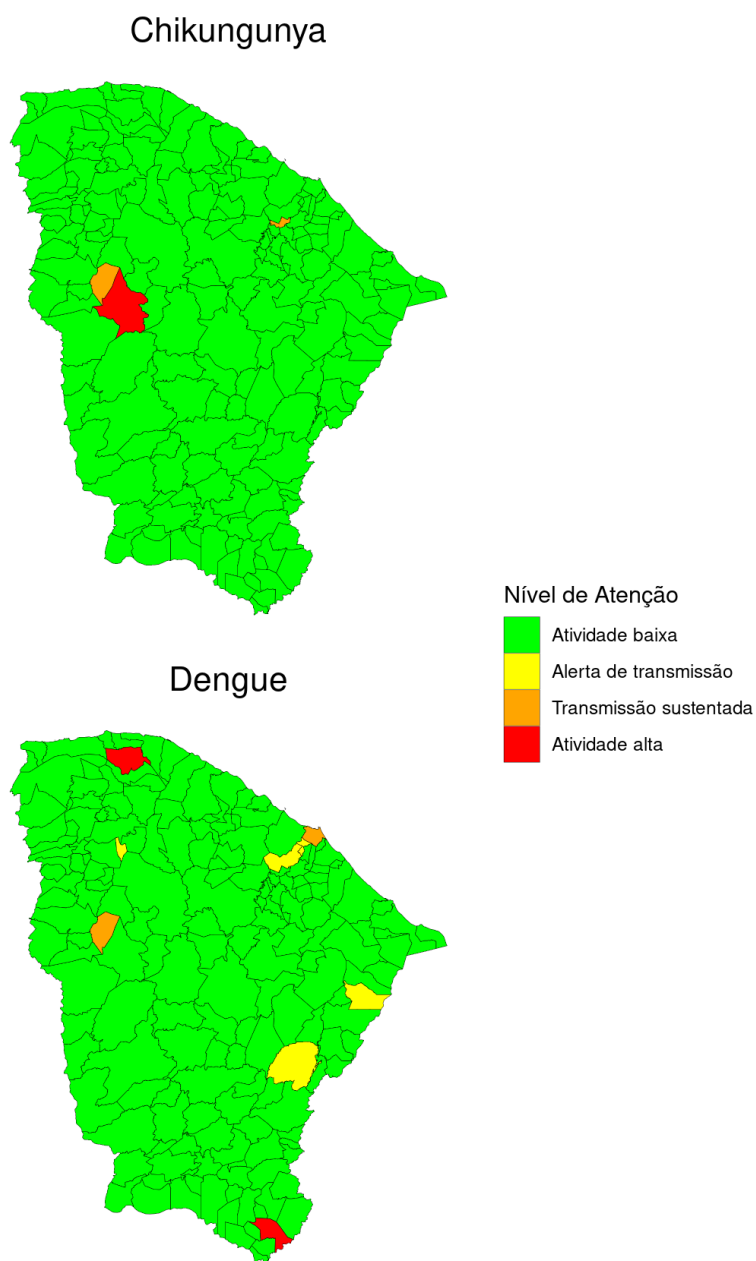 Chikungunya
Nível de Atenção
Atividade baixa
Alerta de transmissão
Transmissão sustentada
Atividade alta
Dengue